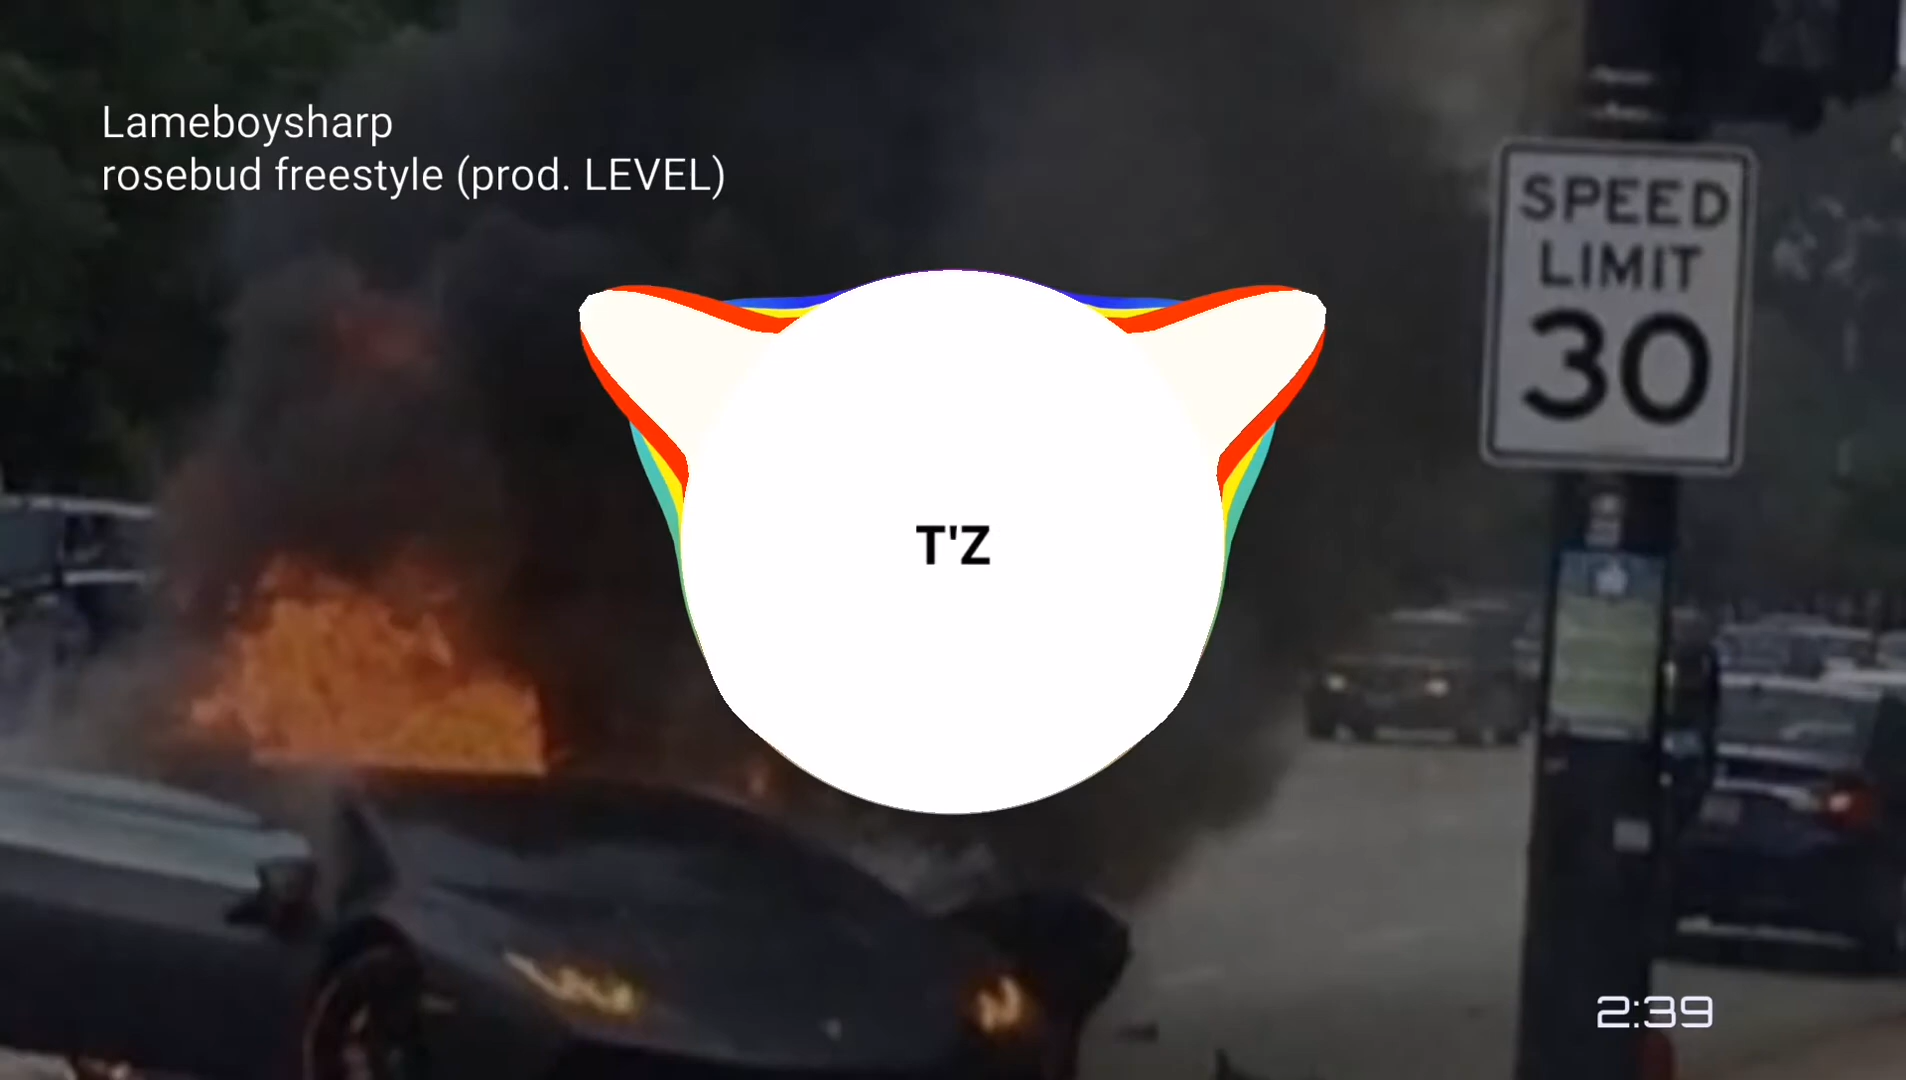 Lameboysharp
rosebud freestyle (prod. LEVEL)
SPEED
LIMIT
30
T'Z
2:39